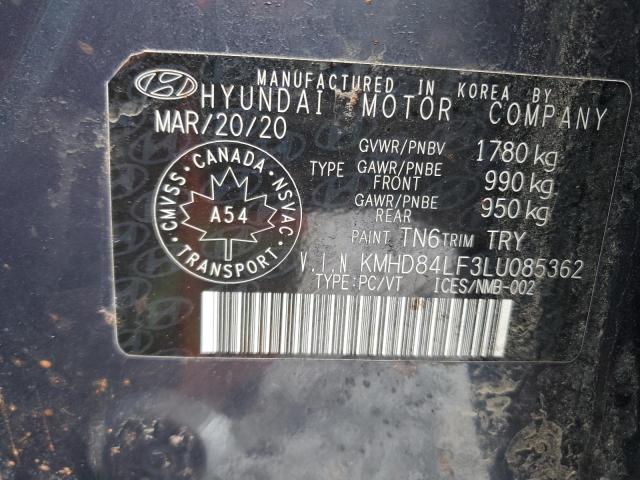 MANUFACTURED IN KOREA BY
HYUNDAI MOTOR COMPANY
MAR/20/20
GVWR/PNBV 1780 kg
TYPE GAWR/PNBE FRONT 990 kg
GAWR/PNBE REAR 950 kg
PAINT TN6 TRIM TRY
V.I.N KMHD84LF3LU085362
TYPE:PC/VT ICES/NMB-002
CANADA
CMVSS NSVAC
A54
TRANSPORT